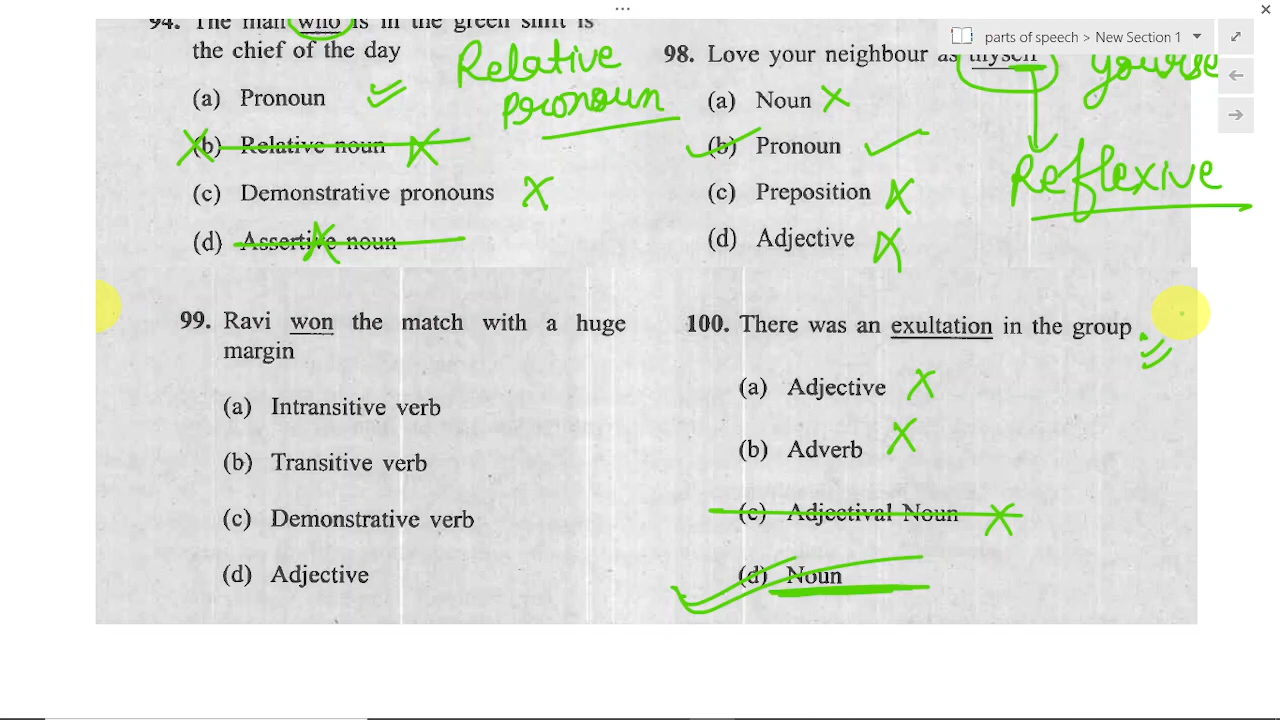 parts of speech > New Section 1
94. The man who is in the green shirt is
the chief of the day
Relative
pronoun
(a) Pronoun
(b) Relative noun
(c) Demonstrative pronouns
(d) Assertive noun
98. Love your neighbour as thyself
(a) Noun
(b) Pronoun
(c) Preposition
(d) Adjective
Reflexive
99. Ravi won the match with a huge
margin
(a) Intransitive verb
(b) Transitive verb
(c) Demonstrative verb
(d) Adjective
100. There was an exultation in the group
(a) Adjective
(b) Adverb
(c) Adjectival Noun
(d) Noun